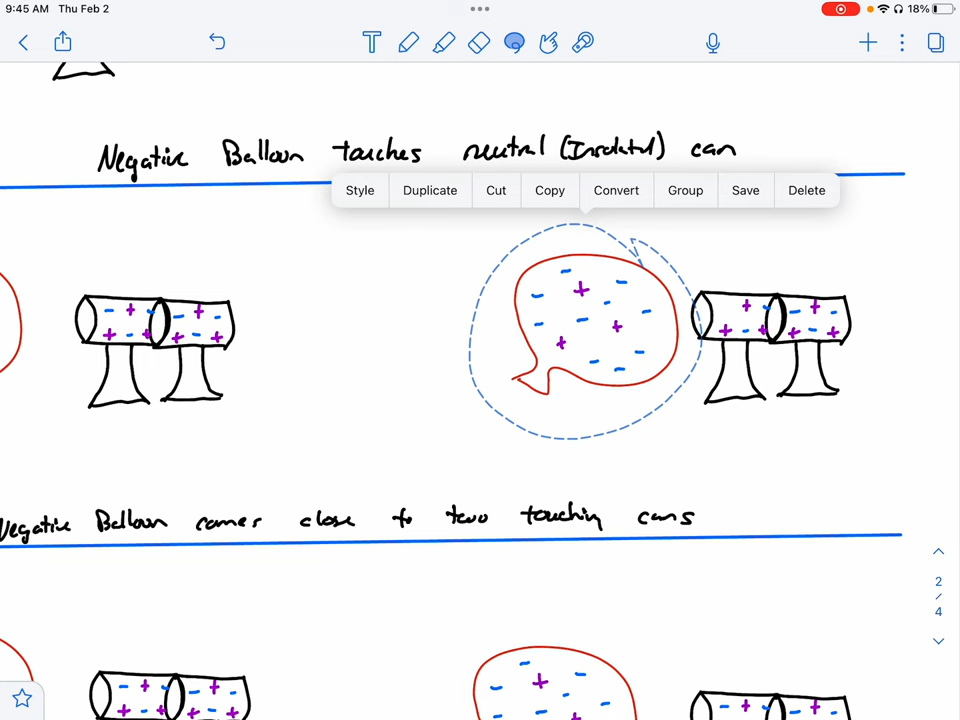 9:45 AM Thu Feb 2
18%
Negative Balloon touches neutral (Insolated) can
Style Duplicate Cut Copy Convert Group Save Delete
Negative Balloon comes close to two touching cans
2
/
4